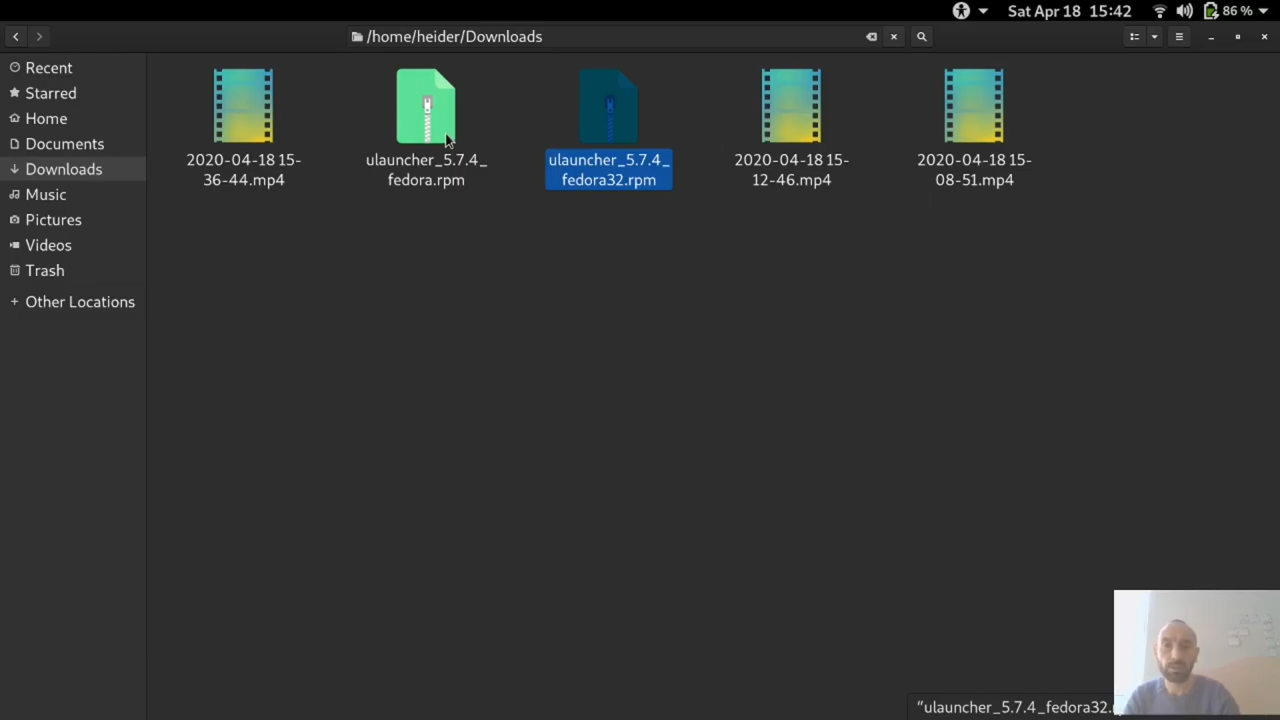 Sat Apr 18 15:42
86 %
/home/heider/Downloads
Recent
Starred
Home
Documents
Downloads
Music
Pictures
Videos
Trash
+ Other Locations
2020-04-18 15-
36-44.mp4
ulauncher_5.7.4_
fedora.rpm
ulauncher_5.7.4_
fedora32.rpm
2020-04-18 15-
12-46.mp4
2020-04-18 15-
08-51.mp4
“ulauncher_5.7.4_fedora32.